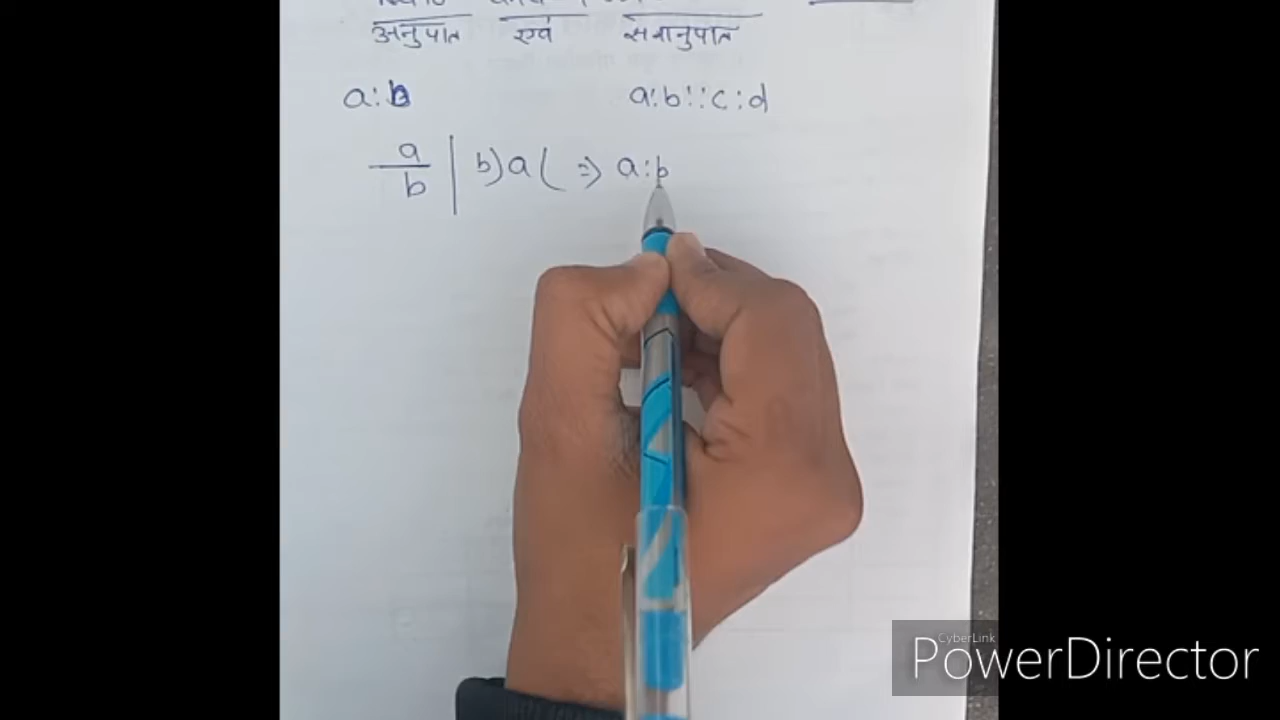 अनुपात एवं समानुपात
a:b a:b::c:d
a/b | b)a( => a:b
CyberLink
PowerDirector